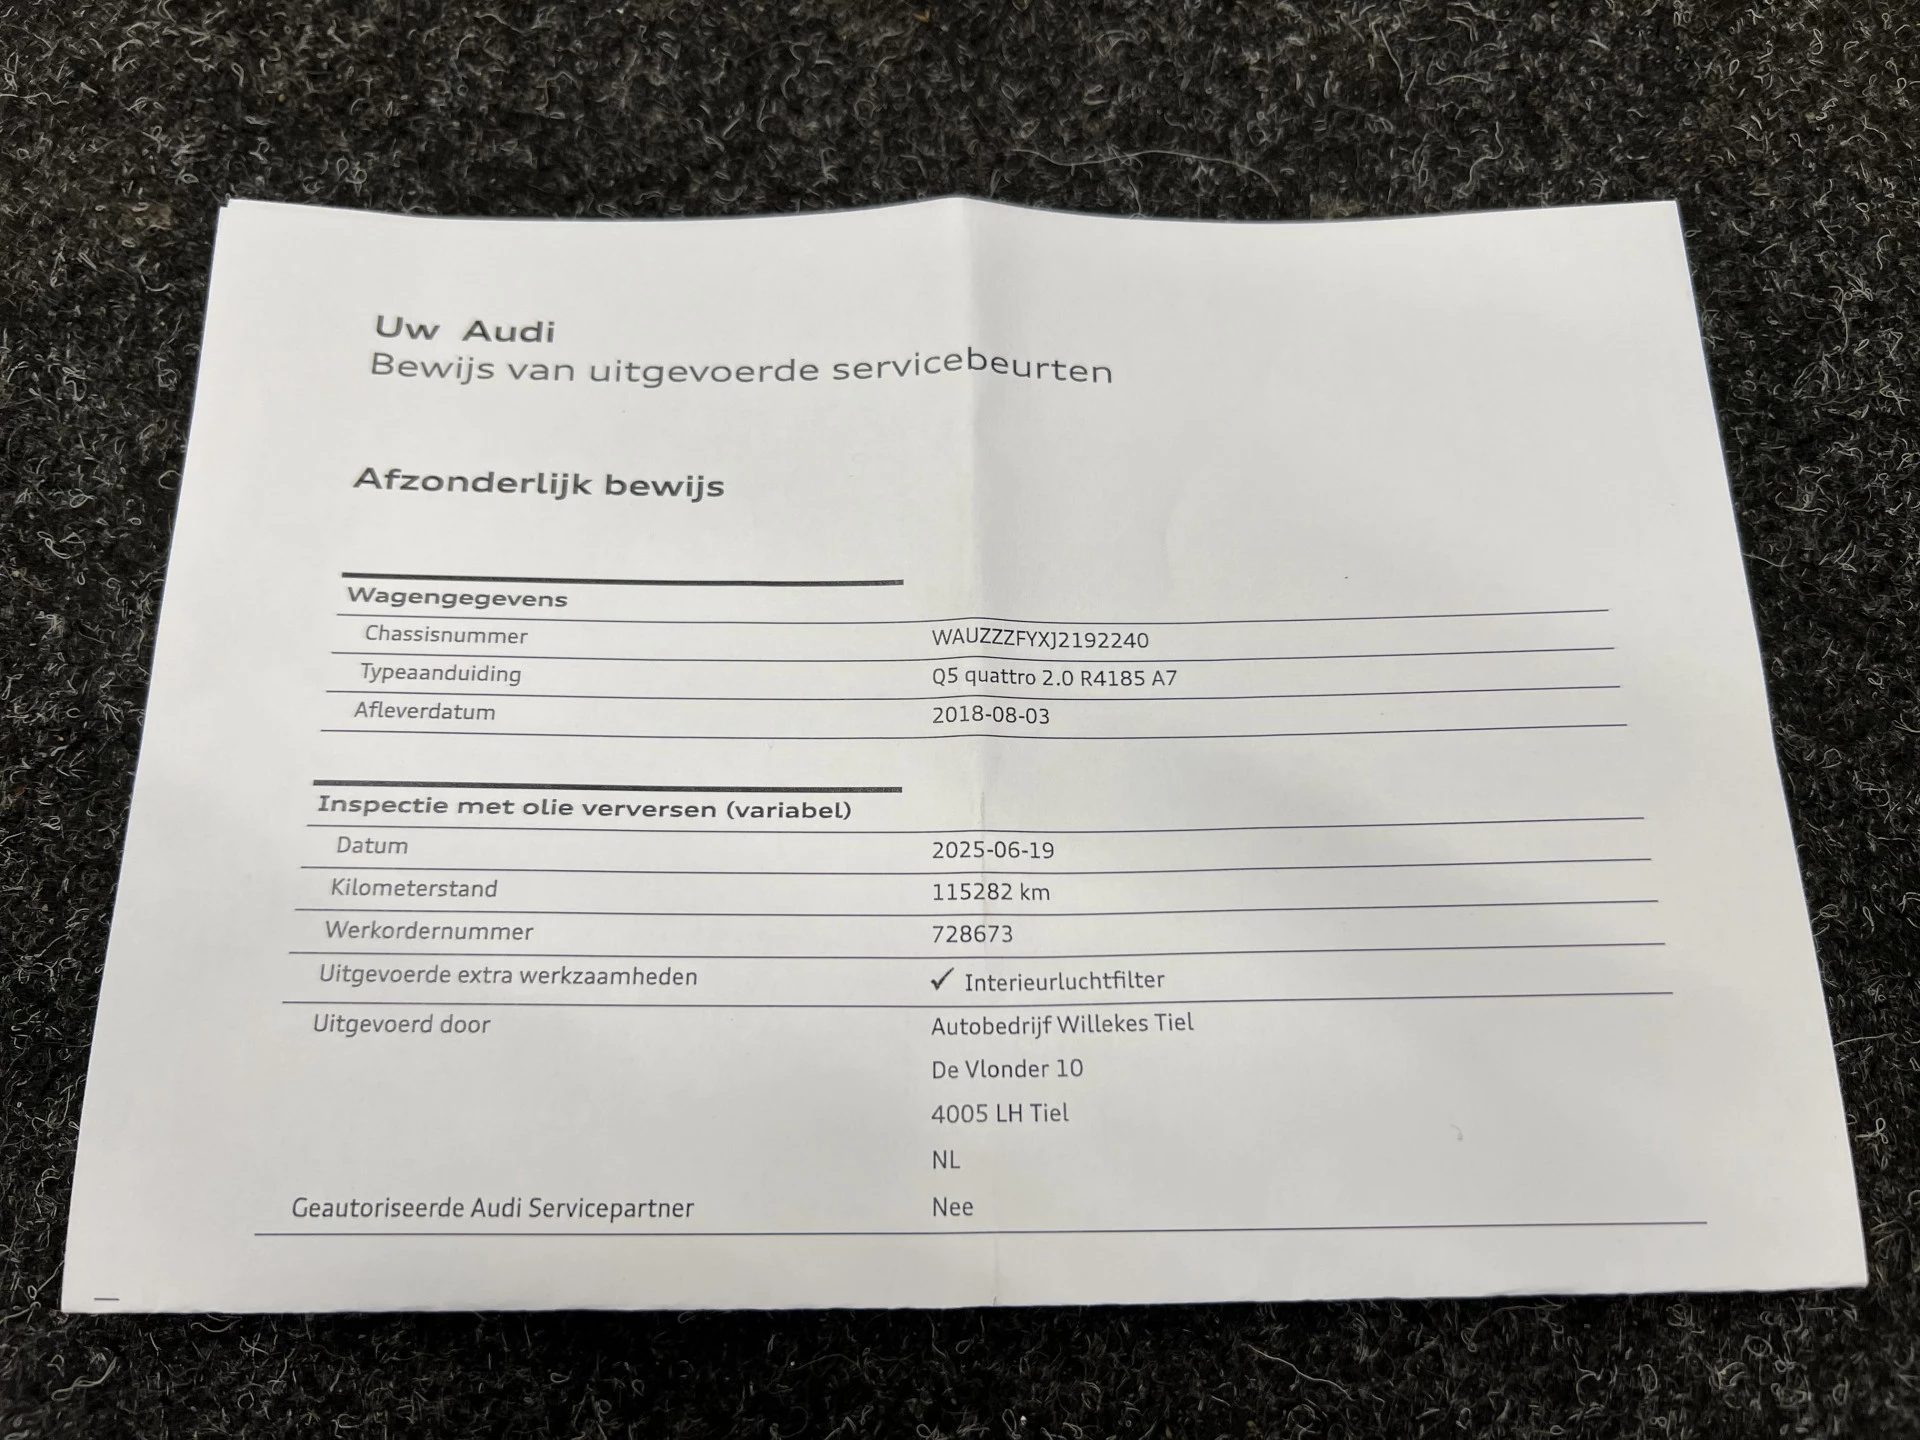 Uw Audi
Bewijs van uitgevoerde servicebeurten
Afzonderlijk bewijs
Wagengegevens
Chassisnummer WAUZZZFYXJ2192240
Typeaanduiding Q5 quattro 2.0 R4185 A7
Afleverdatum 2018-08-03
Inspectie met olie verversen (variabel)
Datum 2025-06-19
Kilometerstand 115282 km
Werkordernummer 728673
Uitgevoerde extra werkzaamheden ✓ Interieurluchtfilter
Uitgevoerd door Autobedrijf Willekes Tiel
De Vlonder 10
4005 LH Tiel
NL
Geautoriseerde Audi Servicepartner Nee